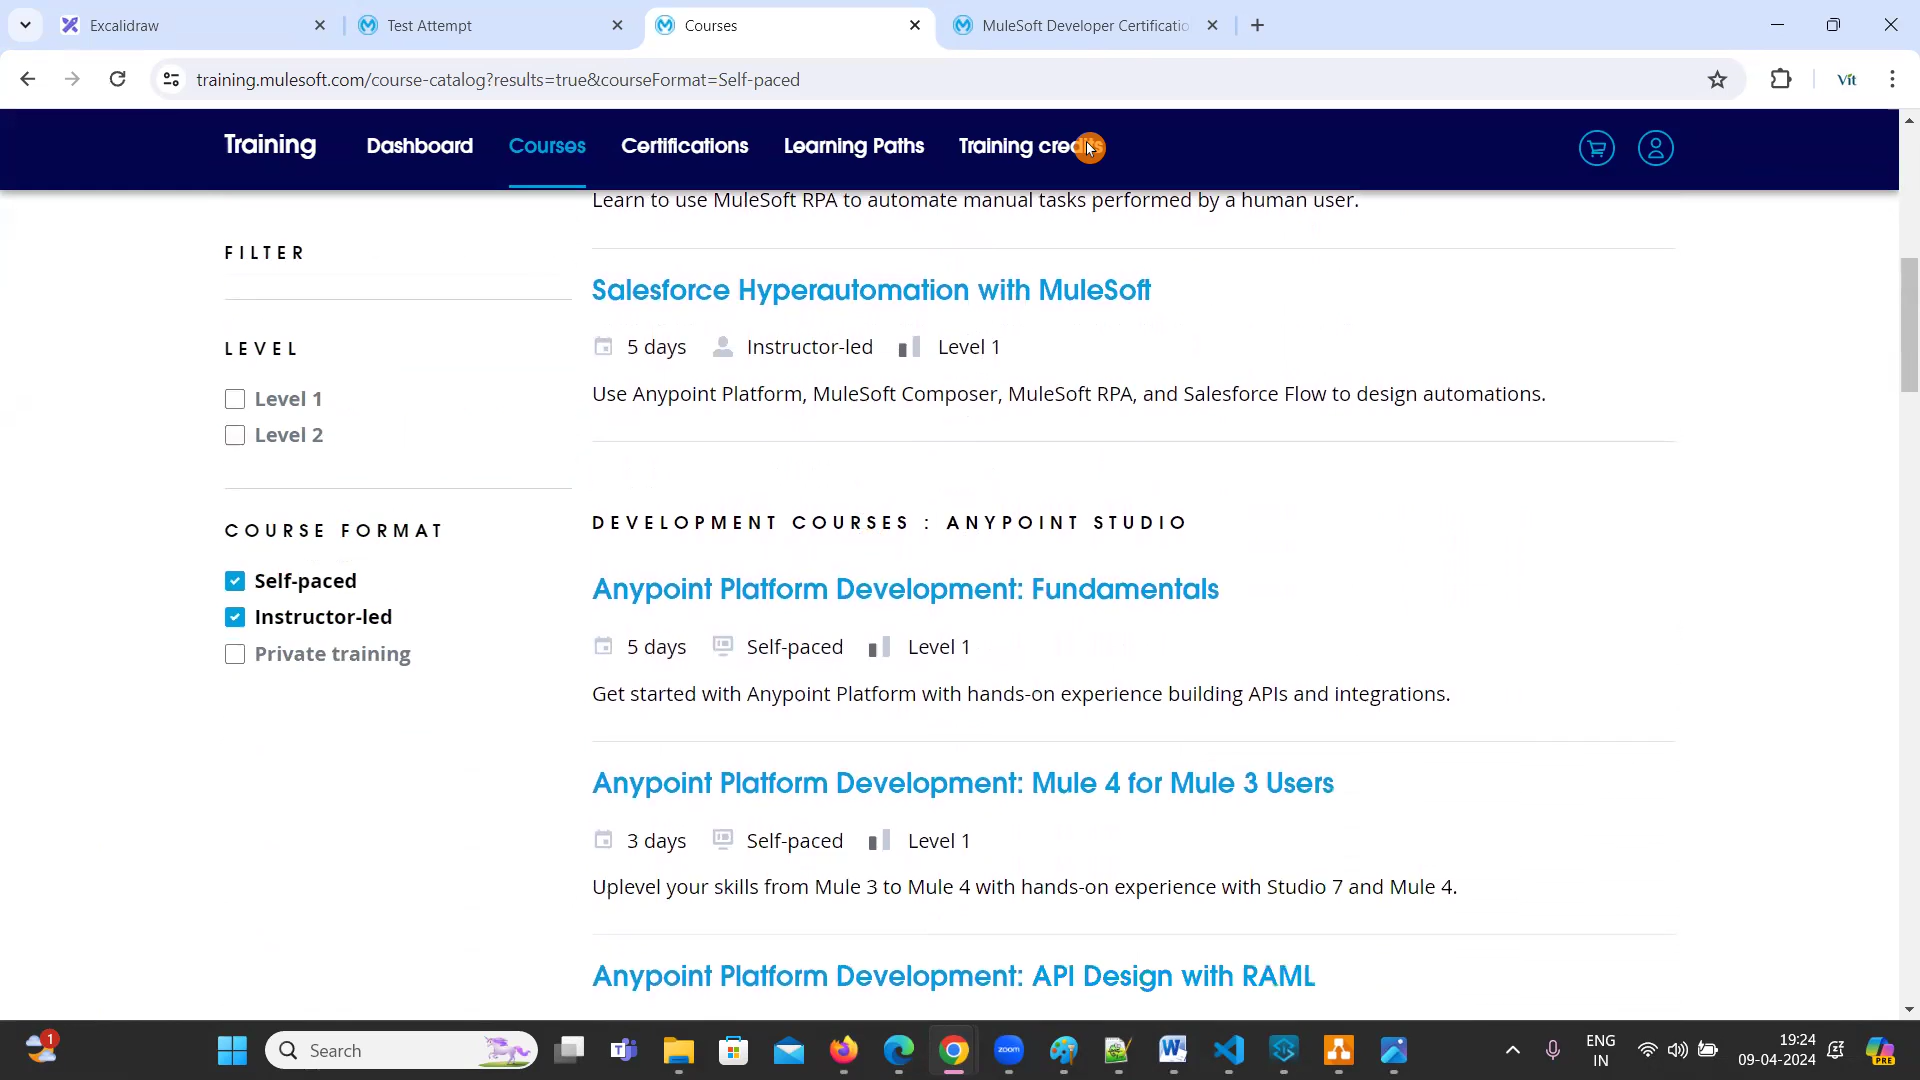 Excalidraw
Test Attempt
Courses
MuleSoft Developer Certificatio
training.mulesoft.com/course-catalog?results=true&courseFormat=Self-paced
Vit
Training
Dashboard
Courses
Certifications
Learning Paths
Training credits
Learn to use MuleSoft RPA to automate manual tasks performed by a human user.
FILTER
Salesforce Hyperautomation with MuleSoft
5 days Instructor-led Level 1
Use Anypoint Platform, MuleSoft Composer, MuleSoft RPA, and Salesforce Flow to design automations.
LEVEL
Level 1
Level 2
COURSE FORMAT
Self-paced
Instructor-led
Private training
DEVELOPMENT COURSES : ANYPOINT STUDIO
Anypoint Platform Development: Fundamentals
5 days Self-paced Level 1
Get started with Anypoint Platform with hands-on experience building APIs and integrations.
Anypoint Platform Development: Mule 4 for Mule 3 Users
3 days Self-paced Level 1
Uplevel your skills from Mule 3 to Mule 4 with hands-on experience with Studio 7 and Mule 4.
Anypoint Platform Development: API Design with RAML
1
Search
zoom
ENG
IN
19:24
09-04-2024
PRE